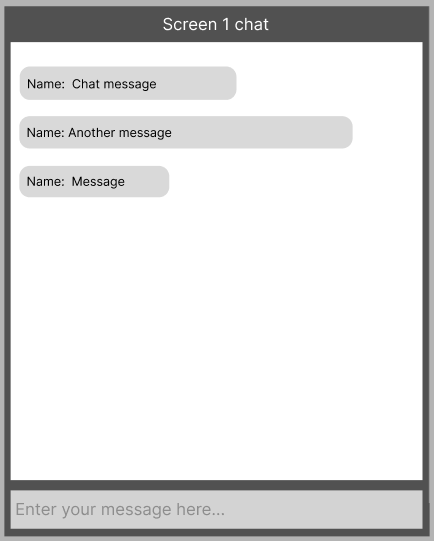 Screen 1 chat
Name:  Chat message
Name: Another message
Name:  Message
Enter your message here...